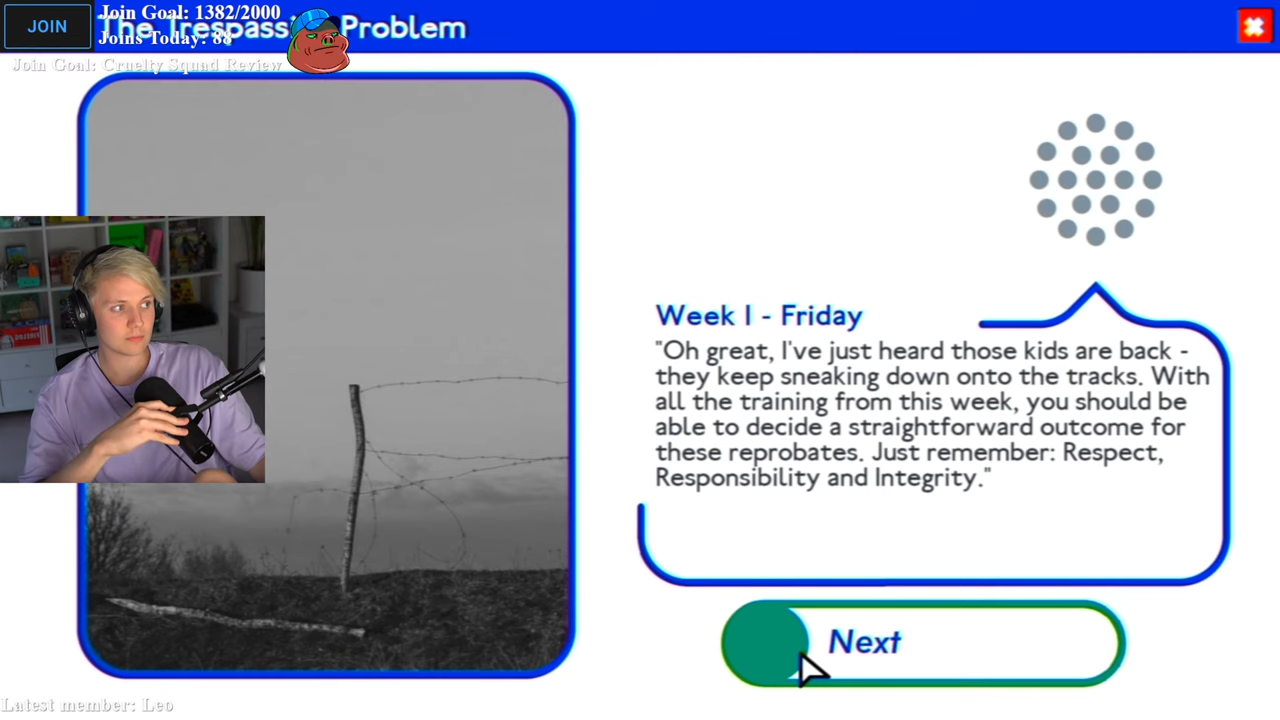 JOIN
Join Goal: 1382/2000
The Trespassing Problem
Joins Today: 88
Join Goal: Cruelty Squad Review
Week 1 - Friday
"Oh great, I've just heard those kids are back -
they keep sneaking down onto the tracks. With
all the training from this week, you should be
able to decide a straightforward outcome for
these reprobates. Just remember: Respect,
Responsibility and Integrity."
Next
Latest member: Leo